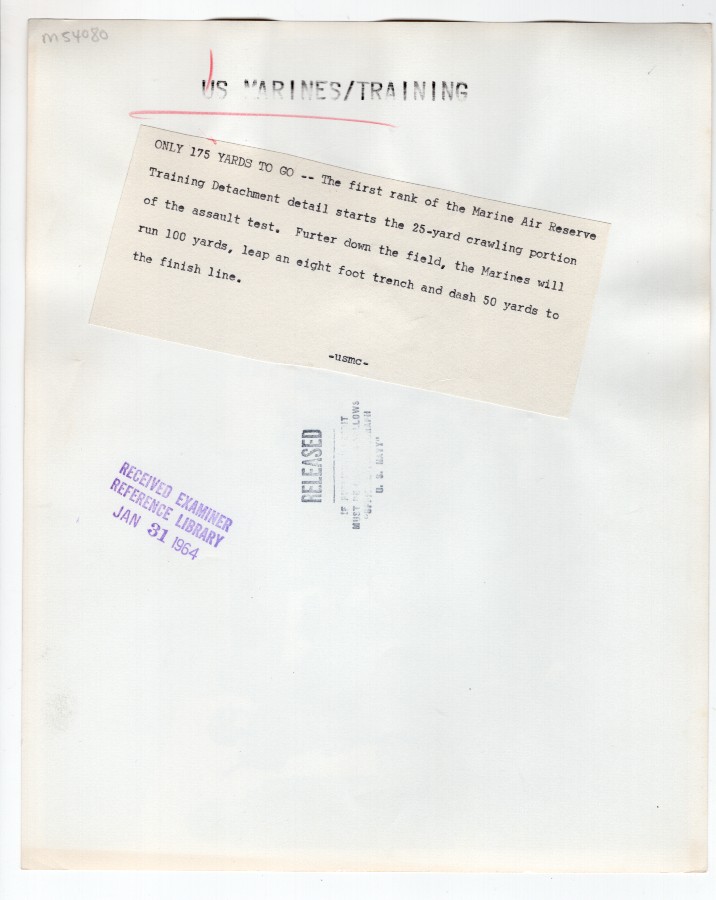 m54080
US MARINES/TRAINING
ONLY 175 YARDS TO GO -- The first rank of the Marine Air Reserve
Training Detachment detail starts the 25-yard crawling portion
of the assault test. Furter down the field, the Marines will
run 100 yards, leap an eight foot trench and dash 50 yards to
the finish line.
-usmc-
RELEASED
IF
MUST BE
U. S. NAVY"
RECEIVED EXAMINER
REFERENCE LIBRARY
JAN 31 1964